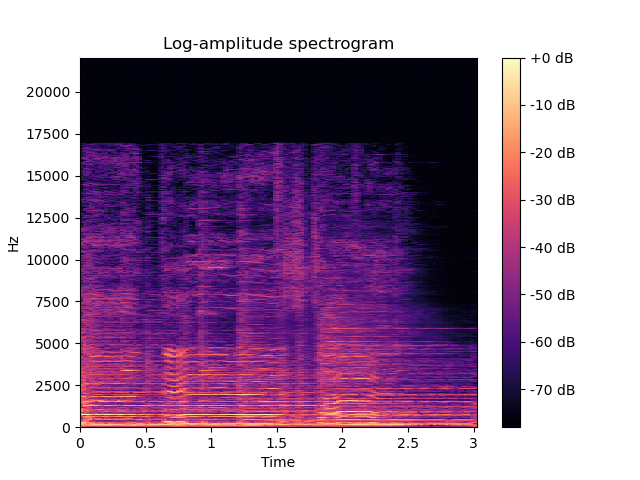 Log-amplitude spectrogram
Hz
20000
17500
15000
12500
10000
7500
5000
2500
0
0 0.5 1 1.5 2 2.5 3
Time
+0 dB
-10 dB
-20 dB
-30 dB
-40 dB
-50 dB
-60 dB
-70 dB